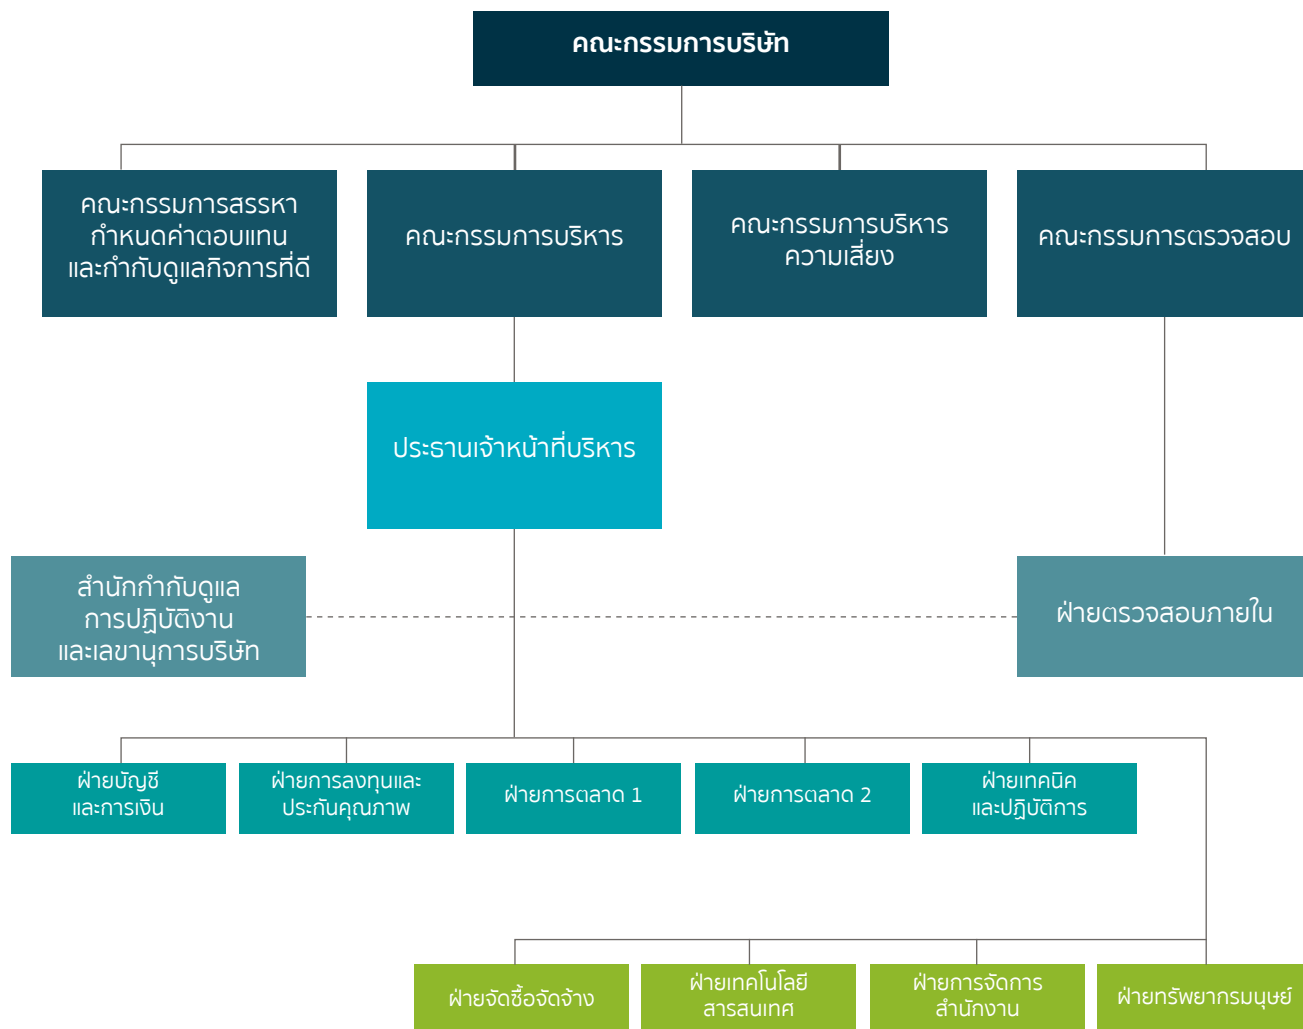 คณะกรรมการบริษัท
คณะกรรมการสรรหา
กำหนดค่าตอบแทน
และกำกับดูแลกิจการที่ดี
คณะกรรมการบริหาร
คณะกรรมการบริหาร
ความเสี่ยง
คณะกรรมการตรวจสอบ
ประธานเจ้าหน้าที่บริหาร
สำนักกำกับดูแล
การปฏิบัติงาน
และเลขานุการบริษัท
ฝ่ายตรวจสอบภายใน
ฝ่ายบัญชี
และการเงิน
ฝ่ายการลงทุนและ
ประกันคุณภาพ
ฝ่ายการตลาด 1
ฝ่ายการตลาด 2
ฝ่ายเทคนิค
และปฏิบัติการ
ฝ่ายจัดซื้อจัดจ้าง
ฝ่ายเทคโนโลยี
สารสนเทศ
ฝ่ายการจัดการ
สำนักงาน
ฝ่ายทรัพยากรมนุษย์